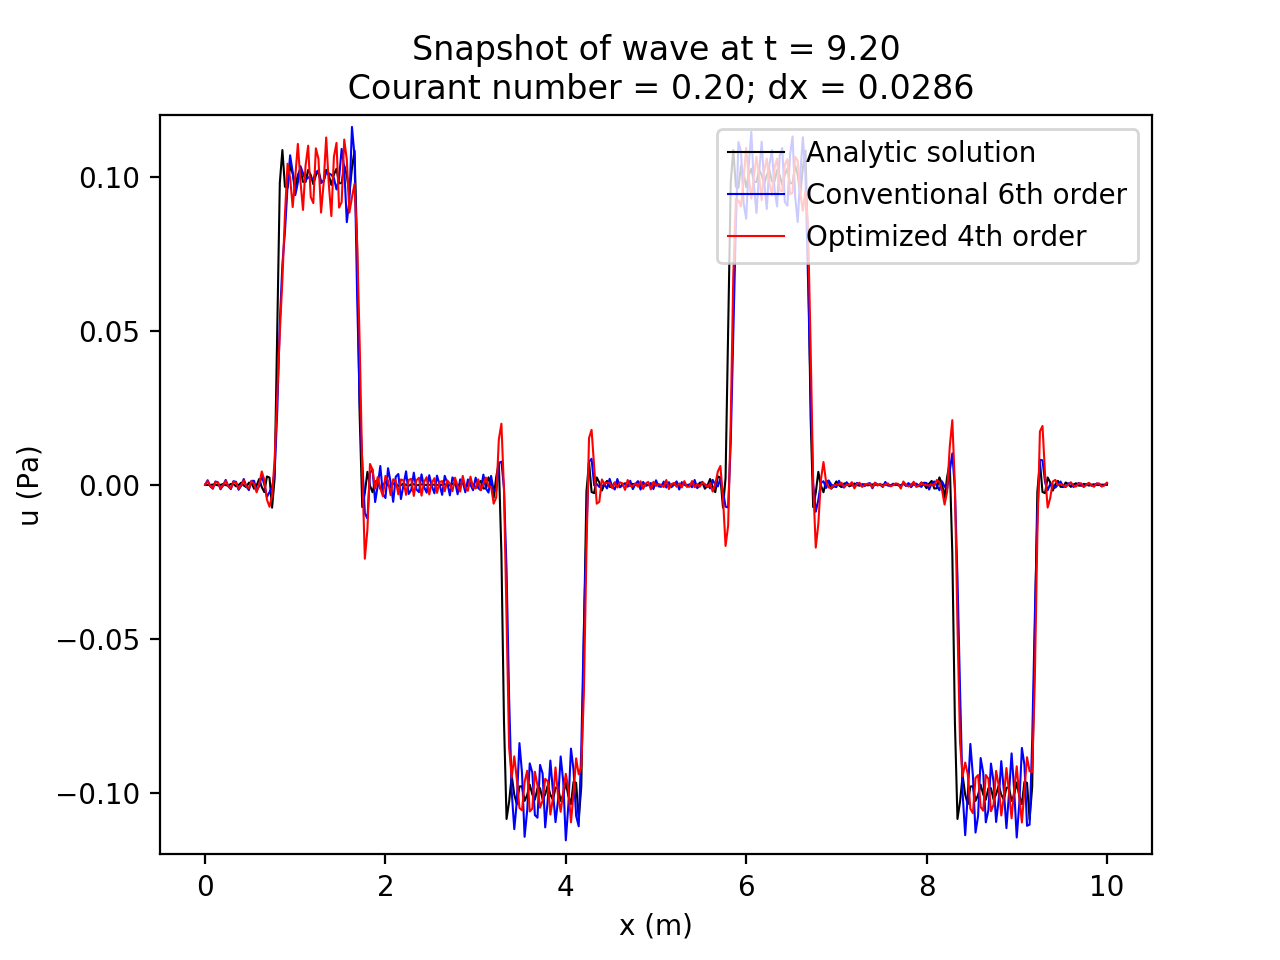 Snapshot of wave at t = 9.20
Courant number = 0.20; dx = 0.0286
Analytic solution
Conventional 6th order
Optimized 4th order
0.10
0.05
0.00
−0.05
−0.10
u (Pa)
0 2 4 6 8 10
x (m)